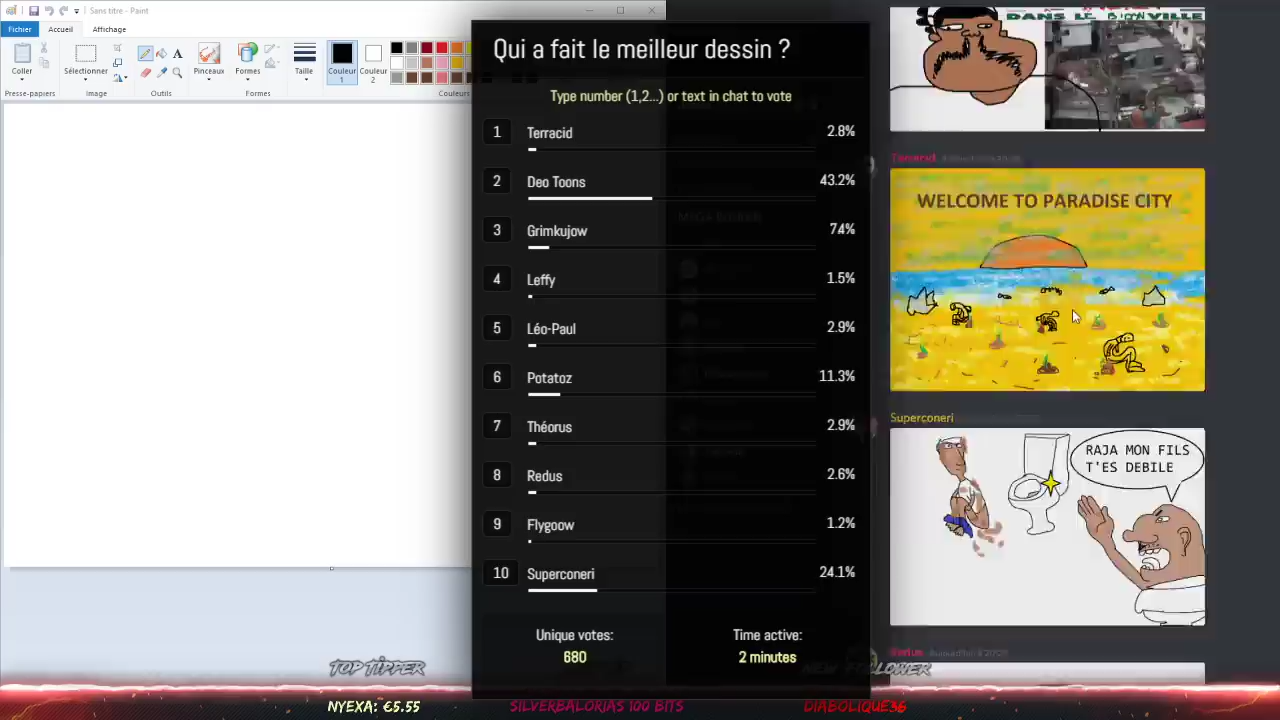 Sans titre - Paint
Fichier
Accueil
Affichage
Coller
Sélectionner
Pinceaux
Formes
Taille
Couleur
1
Couleur
2
Presse-papiers
Image
Outils
Formes
Couleurs
Qui a fait le meilleur dessin ?
Type number (1,2...) or text in chat to vote
1 Terracid 2.8%
2 Deo Toons 43.2%
3 Grimkujow 74%
4 Leffy 1.5%
5 Léo-Paul 2.9%
6 Potatoz 11.3%
7 Théorus 2.9%
8 Redus 2.6%
9 Flygoow 1.2%
10 Superconeri 24.1%
Unique votes:
680
Time active:
2 minutes
DANS LE BIONVILLE
Terracid
WELCOME TO PARADISE CITY
Superconeri
RAJA MON FILS
T'ES DEBILE
TOP TIPPER
NEW FOLLOWER
NYEXA: €5.55
SILVERBALORIAS 100 BITS
DIABOLIQUE36